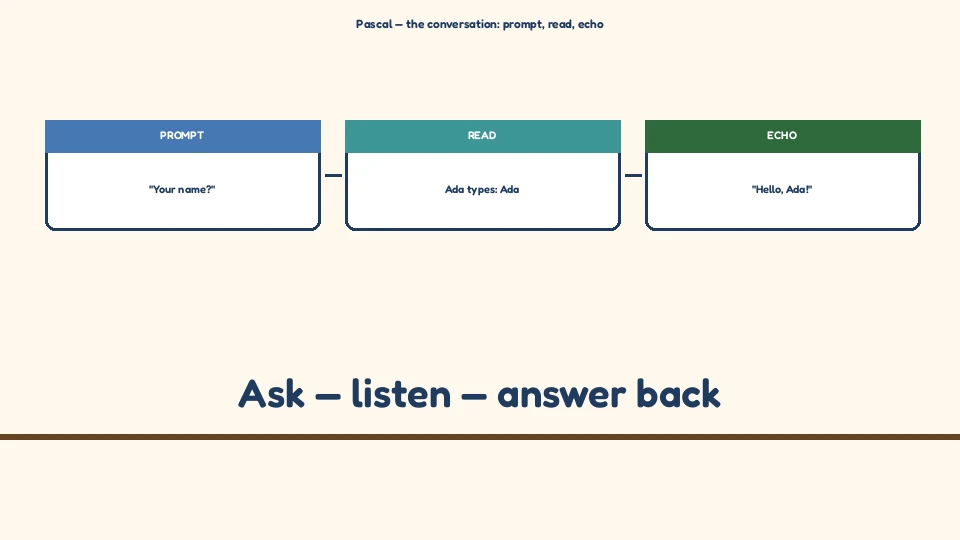 Pascal — the conversation: prompt, read, echo
PROMPT
READ
ECHO
"Your name?"
Ada types: Ada
"Hello, Ada!"
Ask — listen — answer back